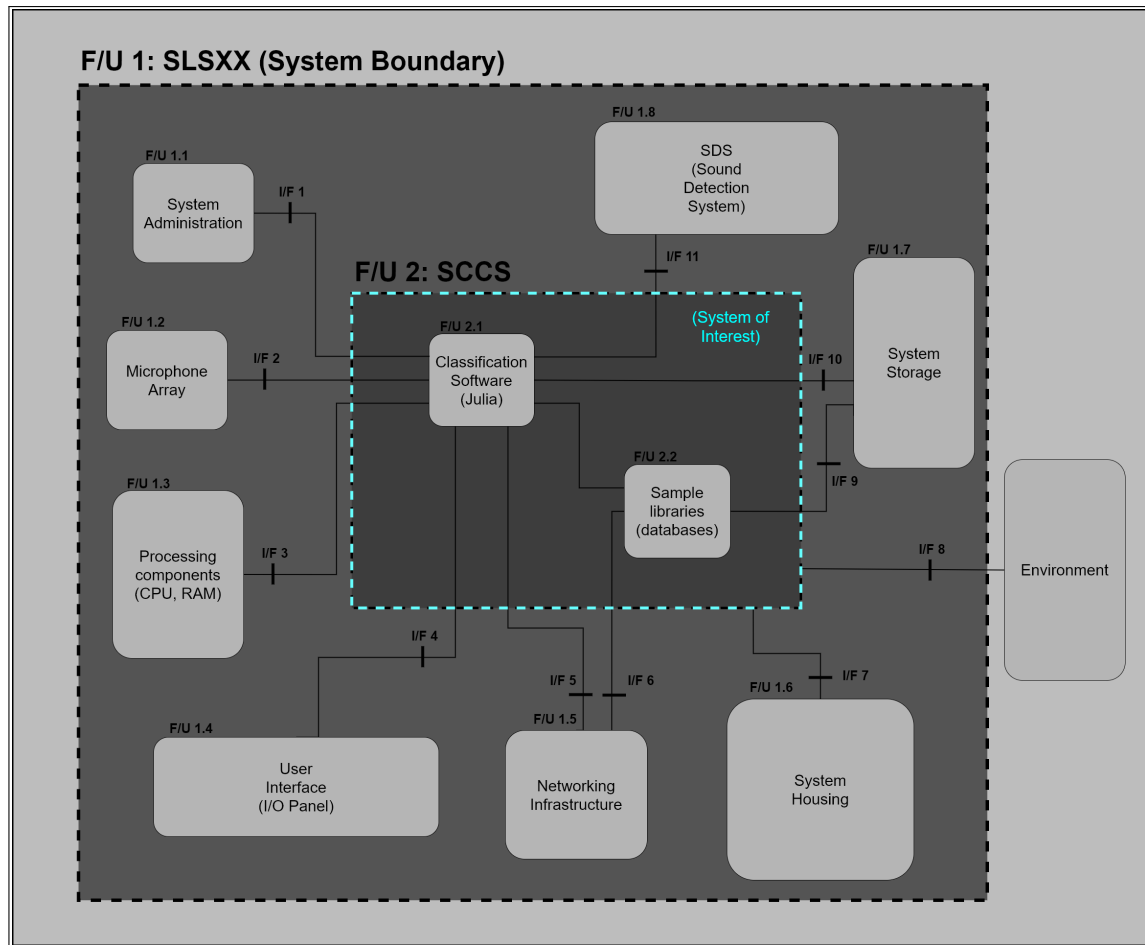 F/U 1: SLSXX (System Boundary)
F/U 1.8
SDS
(Sound
Detection
System)
F/U 1.1
System
Administration
I/F 1
I/F 11
F/U 1.7
System
Storage
F/U 2: SCCS
(System of
Interest)
F/U 1.2
Microphone
Array
I/F 2
F/U 2.1
Classification
Software
(Julia)
I/F 10
F/U 2.2
Sample
libraries
(databases)
I/F 9
F/U 1.3
Processing
components
(CPU, RAM)
I/F 3
I/F 8
Environment
I/F 4
I/F 5
I/F 6
I/F 7
F/U 1.4
User
Interface
(I/O Panel)
F/U 1.5
Networking
Infrastructure
F/U 1.6
System
Housing